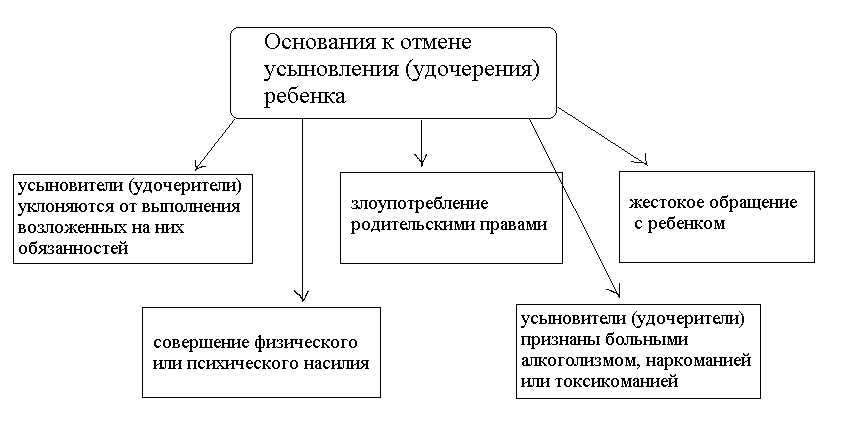 Основания к отмене
усыновления (удочерения)
ребенка
усыновители (удочерители)
уклоняются от выполнения
возложенных на них
обязанностей
злоупотребление
родительскими правами
жестокое обращение
с ребенком
совершение физического
или психического насилия
усыновители (удочерители)
признаны больными
алкоголизмом, наркоманией
или токсикоманией